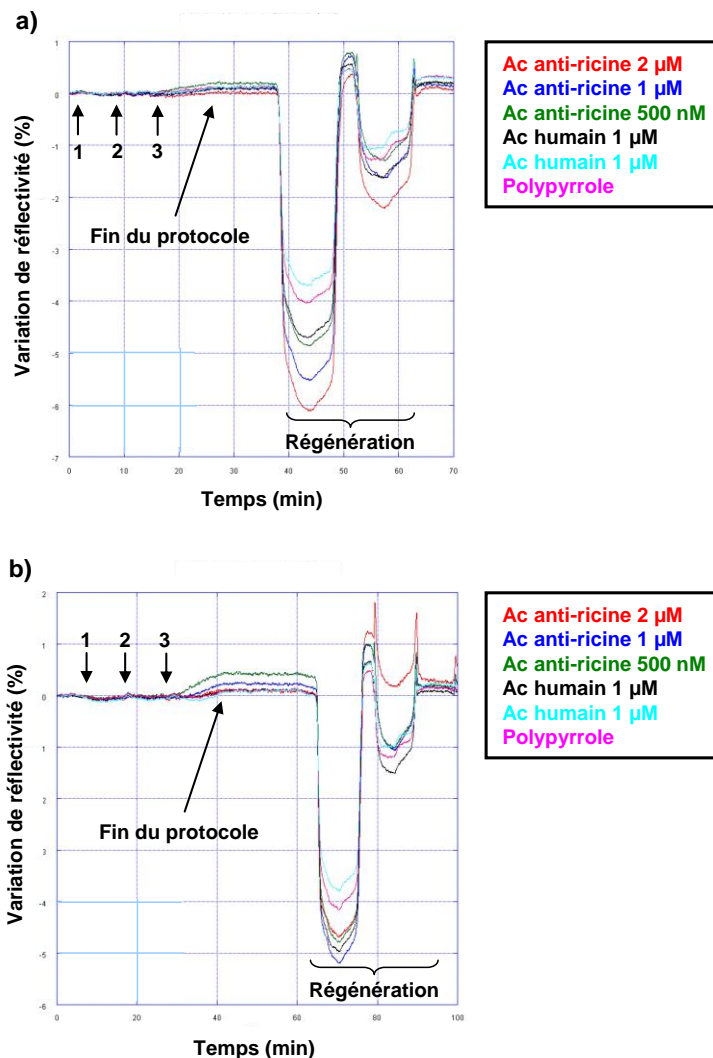 a)
Variation de réflectivité (%)
1
0
-1
-2
-3
-4
-5
-6
-7
1 2 3
Fin du protocole
Régénération
0 10 20 30 40 50 60 70
Temps (min)
Ac anti-ricine 2 µM
Ac anti-ricine 1 µM
Ac anti-ricine 500 nM
Ac humain 1 µM
Ac humain 1 µM
Polypyrrole
b)
Variation de réflectivité (%)
2
1
0
1
2
3
-4
-5
-6
1 2 3
Fin du protocole
Régénération
0 20 40 60 80 100
Temps (min)
Ac anti-ricine 2 µM
Ac anti-ricine 1 µM
Ac anti-ricine 500 nM
Ac humain 1 µM
Ac humain 1 µM
Polypyrrole